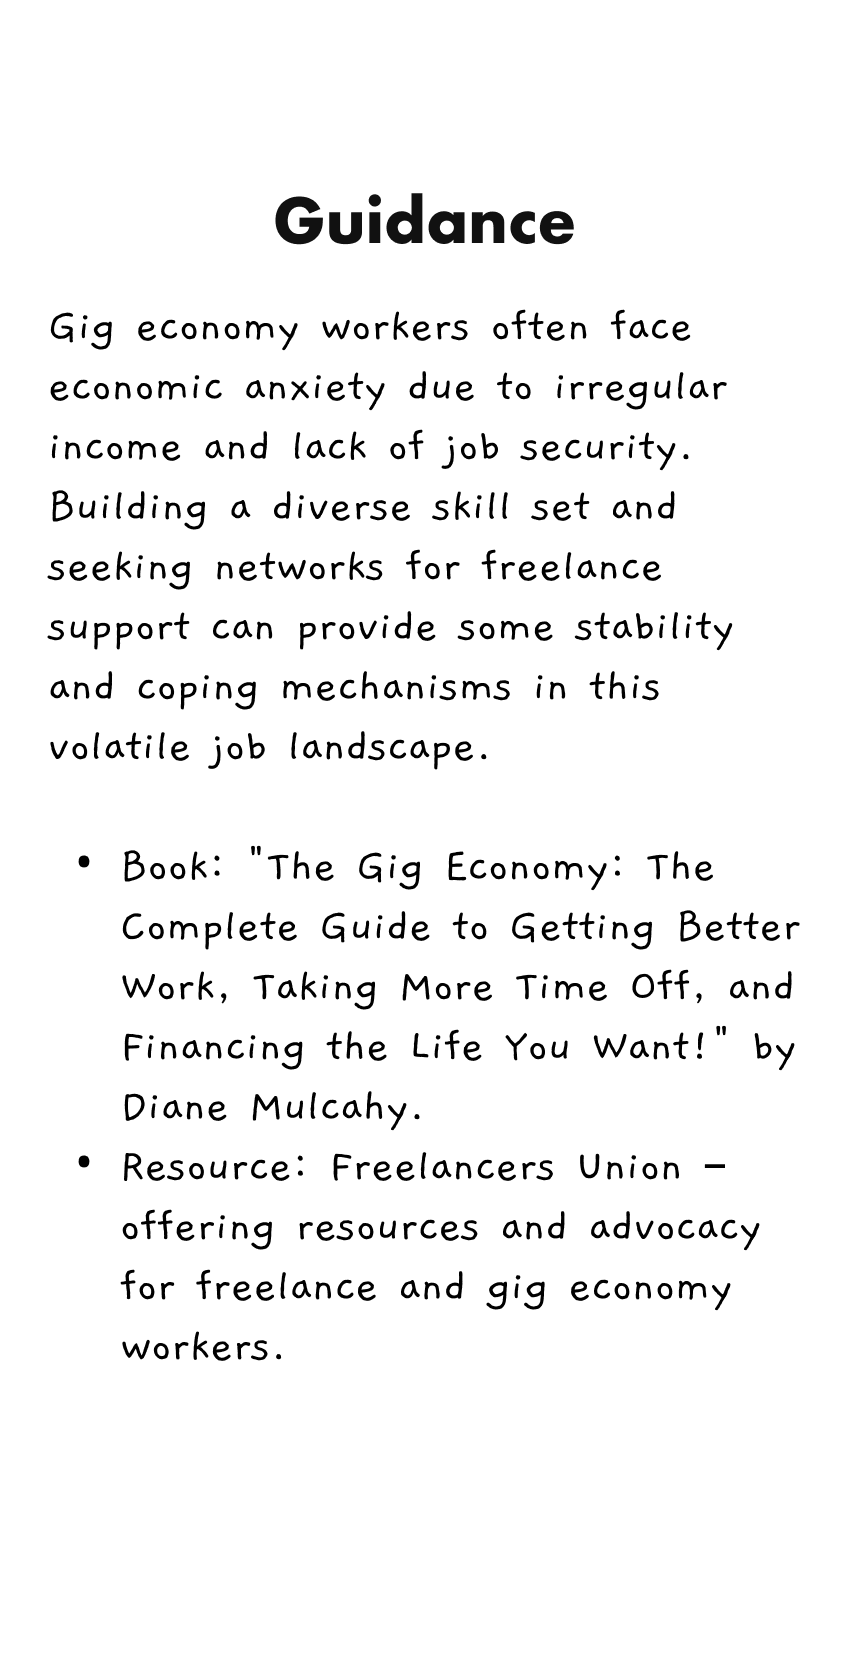 Guidance
Gig economy workers often face
economic anxiety due to irregular
income and lack of job security.
Building a diverse skill set and
seeking networks for freelance
support can provide some stability
and coping mechanisms in this
volatile job landscape.
• Book: "The Gig Economy: The
Complete Guide to Getting Better
Work, Taking More Time Off, and
Financing the Life You Want!" by
Diane Mulcahy.
• Resource: Freelancers Union –
offering resources and advocacy
for freelance and gig economy
workers.